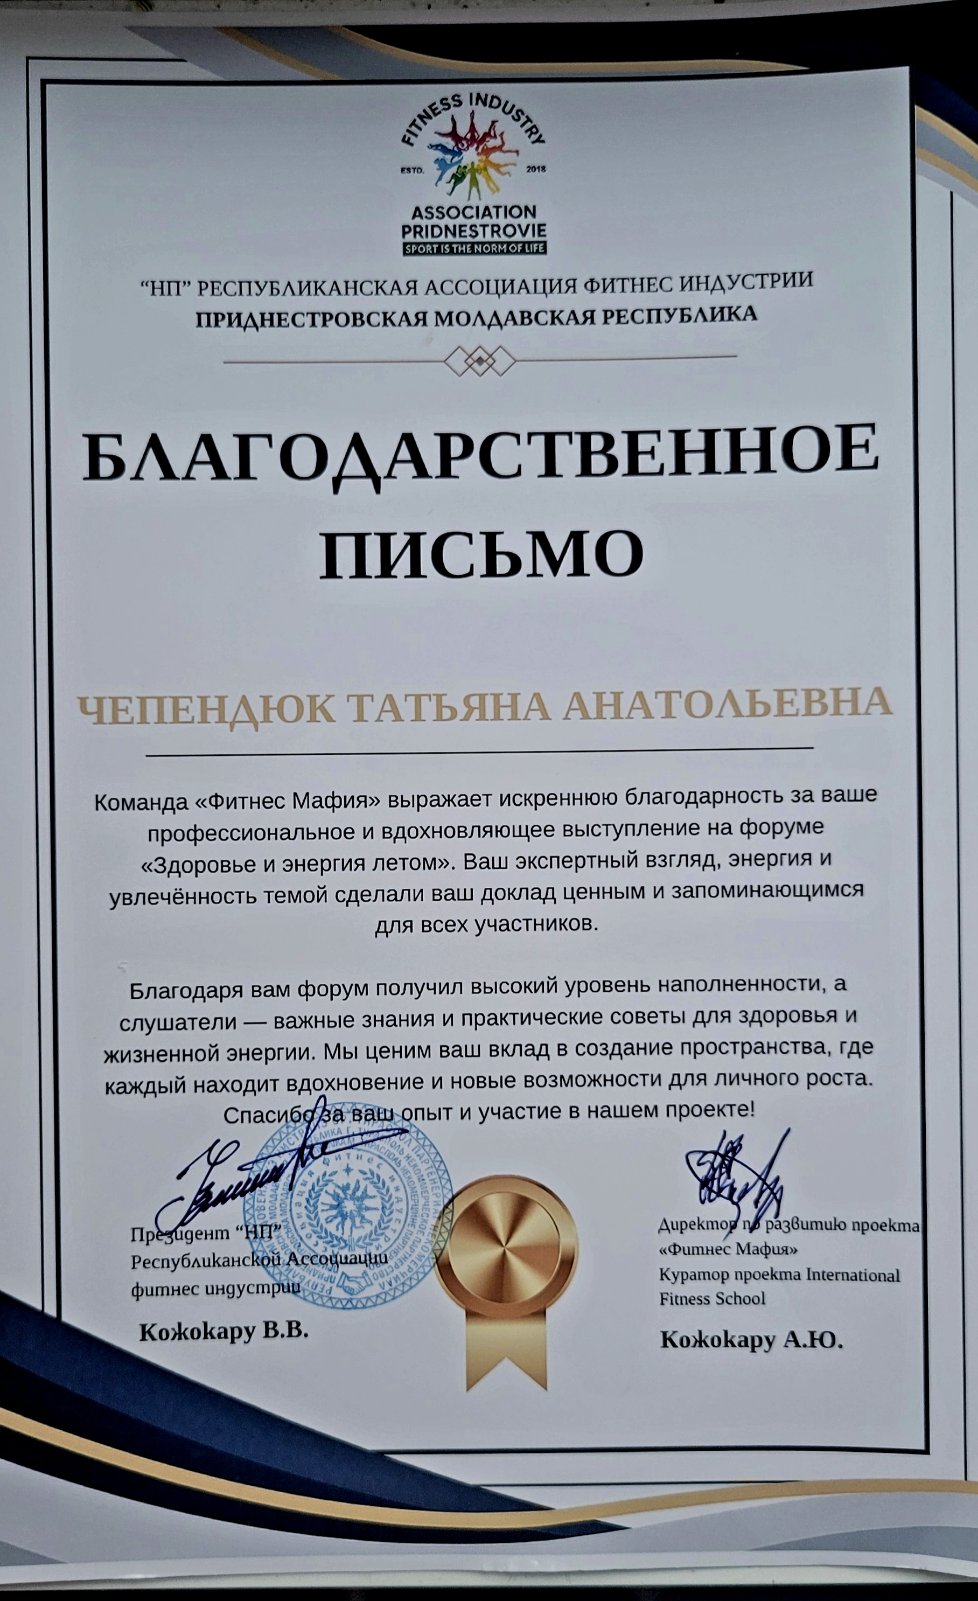 FITNESS INDUSTRY
ESTD. 2018
ASSOCIATION
PRIDNESTROVIE
SPORT IS THE NORM OF LIFE
“НП” РЕСПУБЛИКАНСКАЯ АССОЦИАЦИЯ ФИТНЕС ИНДУСТРИИ
ПРИДНЕСТРОВСКАЯ МОЛДАВСКАЯ РЕСПУБЛИКА
БЛАГОДАРСТВЕННОЕ
ПИСЬМО
ЧЕПЕНДЮК ТАТЬЯНА АНАТОЛЬЕВНА
Команда «Фитнес Мафия» выражает искреннюю благодарность за ваше
профессиональное и вдохновляющее выступление на форуме
«Здоровье и энергия летом». Ваш экспертный взгляд, энергия и
увлечённость темой сделали ваш доклад ценным и запоминающимся
для всех участников.
Благодаря вам форум получил высокий уровень наполненности, а
слушатели — важные знания и практические советы для здоровья и
жизненной энергии. Мы ценим ваш вклад в создание пространства, где
каждый находит вдохновение и новые возможности для личного роста.
Спасибо за ваш опыт и участие в нашем проекте!
Президент “НП”
Республиканской Ассоциации
фитнес индустрии
Кожокару В.В.
Директор по развитию проекта
«Фитнес Мафия»
Куратор проекта International
Fitness School
Кожокару А.Ю.